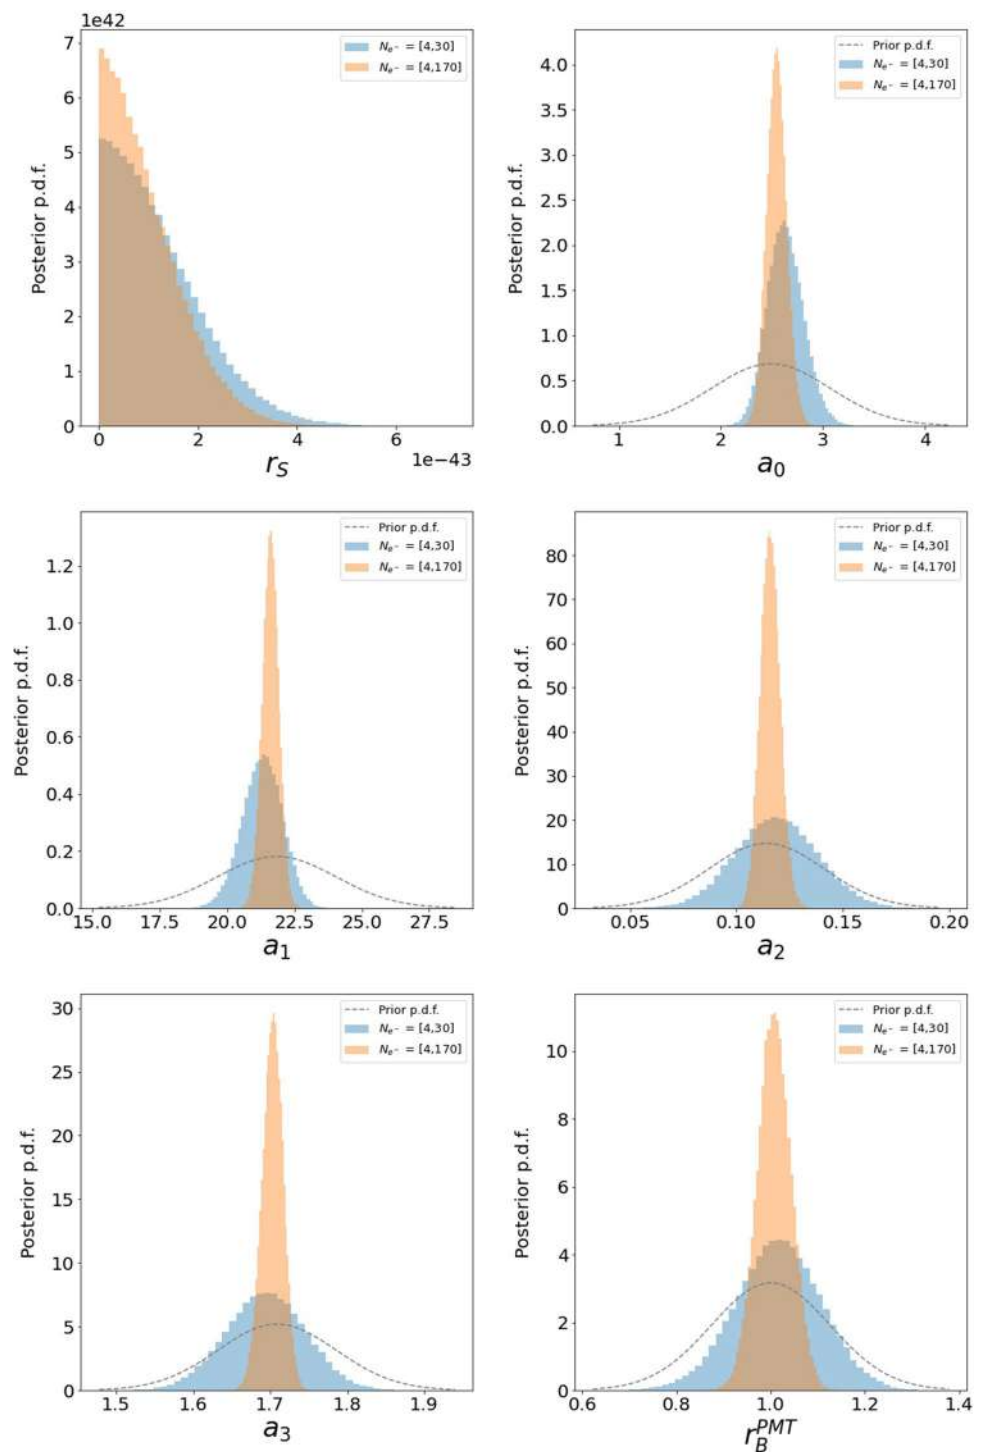 1e42
7
6
5
4
3
2
1
0
Posterior p.d.f.
N_e- = [4,30]
N_e- = [4,170]
0 2 4 6
1e−43
r_S
4.0
3.5
3.0
2.5
2.0
1.5
1.0
0.5
0.0
Posterior p.d.f.
Prior p.d.f.
N_e- = [4,30]
N_e- = [4,170]
1 2 3 4
a_0
1.2
1.0
0.8
0.6
0.4
0.2
0.0
Posterior p.d.f.
Prior p.d.f.
N_e- = [4,30]
N_e- = [4,170]
15.0 17.5 20.0 22.5 25.0 27.5
a_1
80
70
60
50
40
30
20
10
0
Posterior p.d.f.
Prior p.d.f.
N_e- = [4,30]
N_e- = [4,170]
0.05 0.10 0.15 0.20
a_2
30
25
20
15
10
5
0
Posterior p.d.f.
Prior p.d.f.
N_e- = [4,30]
N_e- = [4,170]
1.5 1.6 1.7 1.8 1.9
a_3
10
8
6
4
2
0
Posterior p.d.f.
Prior p.d.f.
N_e- = [4,30]
N_e- = [4,170]
0.6 0.8 1.0 1.2 1.4
r_B^PMT